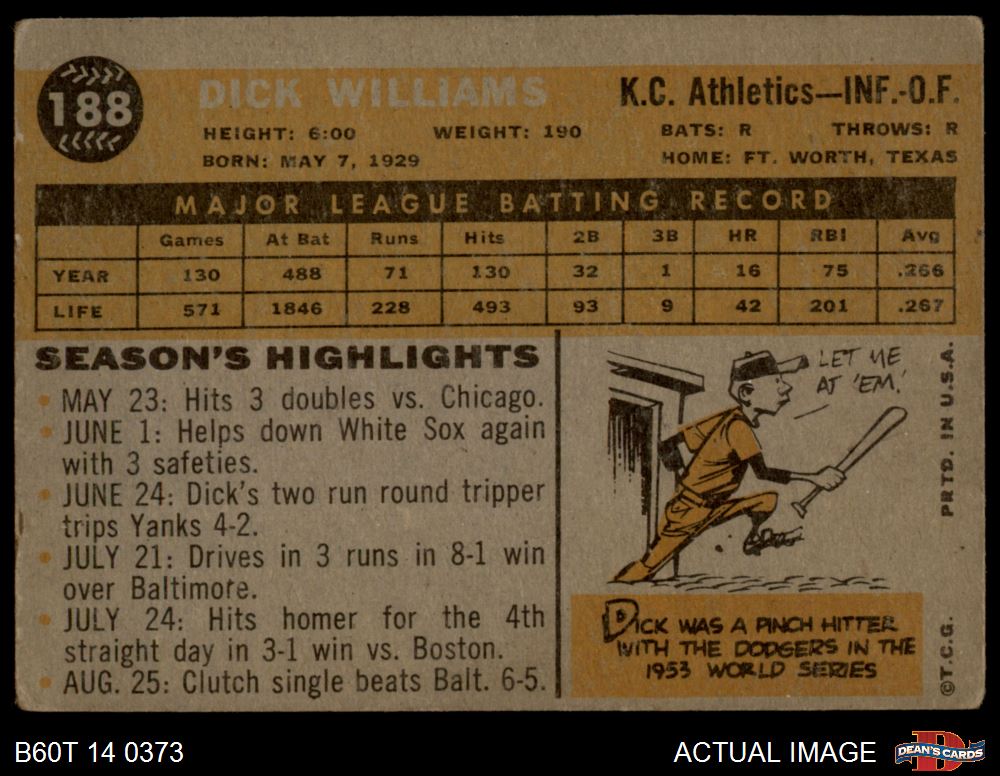 188
DICK WILLIAMS
K.C. Athletics—INF.-O.F.
HEIGHT: 6:00 WEIGHT: 190 BATS: R THROWS: R
BORN: MAY 7, 1929 HOME: FT. WORTH, TEXAS
MAJOR LEAGUE BATTING RECORD
Games At Bat Runs Hits 2B 3B HR RBI Avg
YEAR 130 488 71 130 32 1 16 75 .266
LIFE 571 1846 228 493 93 9 42 201 .267
SEASON'S HIGHLIGHTS
• MAY 23: Hits 3 doubles vs. Chicago.
• JUNE 1: Helps down White Sox again
with 3 safeties.
• JUNE 24: Dick's two run round tripper
trips Yanks 4-2.
• JULY 21: Drives in 3 runs in 8-1 win
over Baltimore.
• JULY 24: Hits homer for the 4th
straight day in 3-1 win vs. Boston.
• AUG. 25: Clutch single beats Balt. 6-5.
LET ME
AT 'EM.'
DICK WAS A PINCH HITTER
WITH THE DODGERS IN THE
1953 WORLD SERIES
©T.C.G. PRTD. IN U.S.A.
B60T 14 0373
ACTUAL IMAGE
D
DEAN'S CARDS